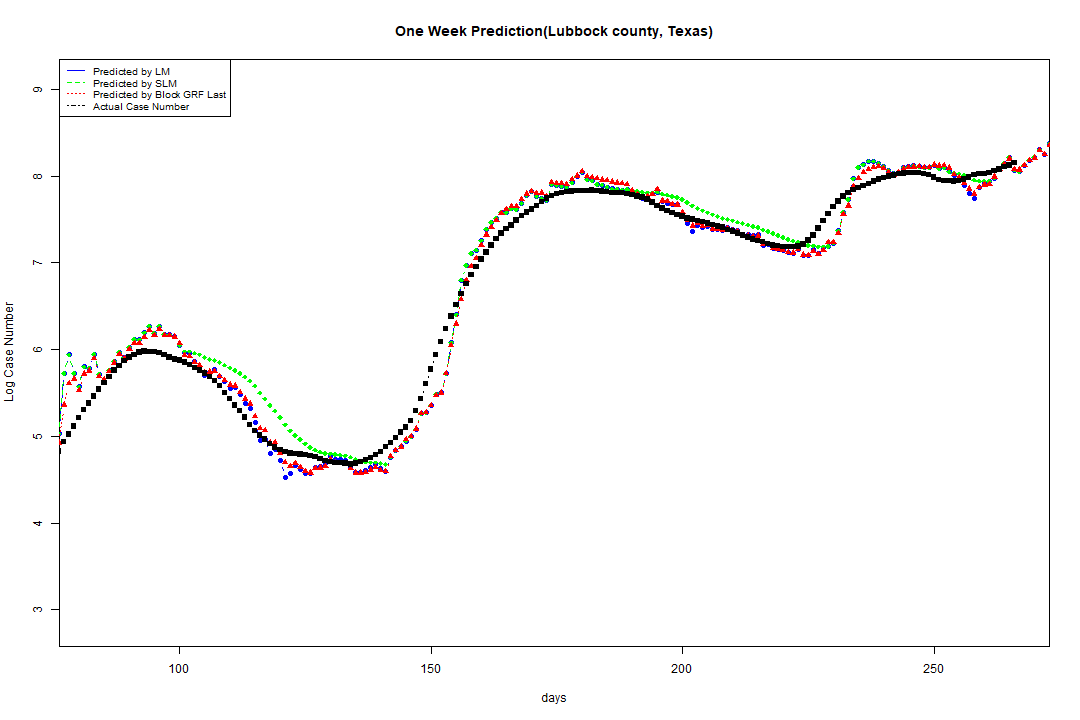 One Week Prediction(Lubbock county, Texas)
Predicted by LM
Predicted by SLM
Predicted by Block GRF Last
Actual Case Number
9
8
7
6
5
4
3
Log Case Number
100 150 200 250
days